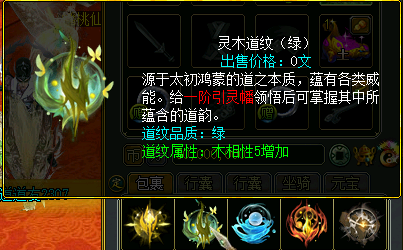 桃仙
灵木道纹（绿）
出售价格：0文
源于太初鸿蒙的道之本质，蕴有各类威
能。给一阶引灵幡领悟后可掌握其中所
蕴含的道韵。
道纹品质：绿
道纹属性：木相性5增加
定
包裹
行囊
行囊
坐骑
元宝